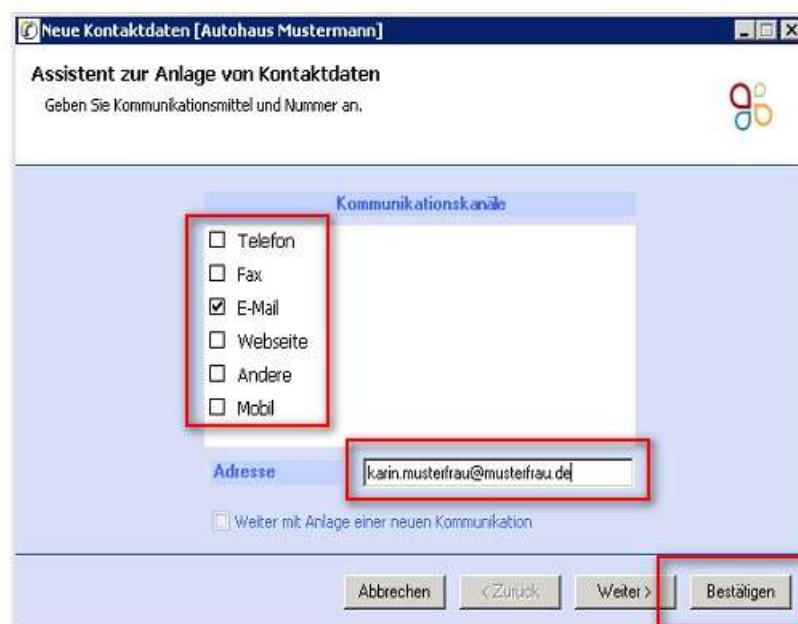 Neue Kontaktdaten [Autohaus Mustermann]
Assistent zur Anlage von Kontaktdaten
Geben Sie Kommunikationsmittel und Nummer an.
Kommunikationskanäle
Telefon
Fax
E-Mail
Webseite
Andere
Mobil
Adresse karin.musterfrau@musterfrau.de
Weiter mit Anlage einer neuen Kommunikation
Abbrechen <Zurück Weiter > Bestätigen